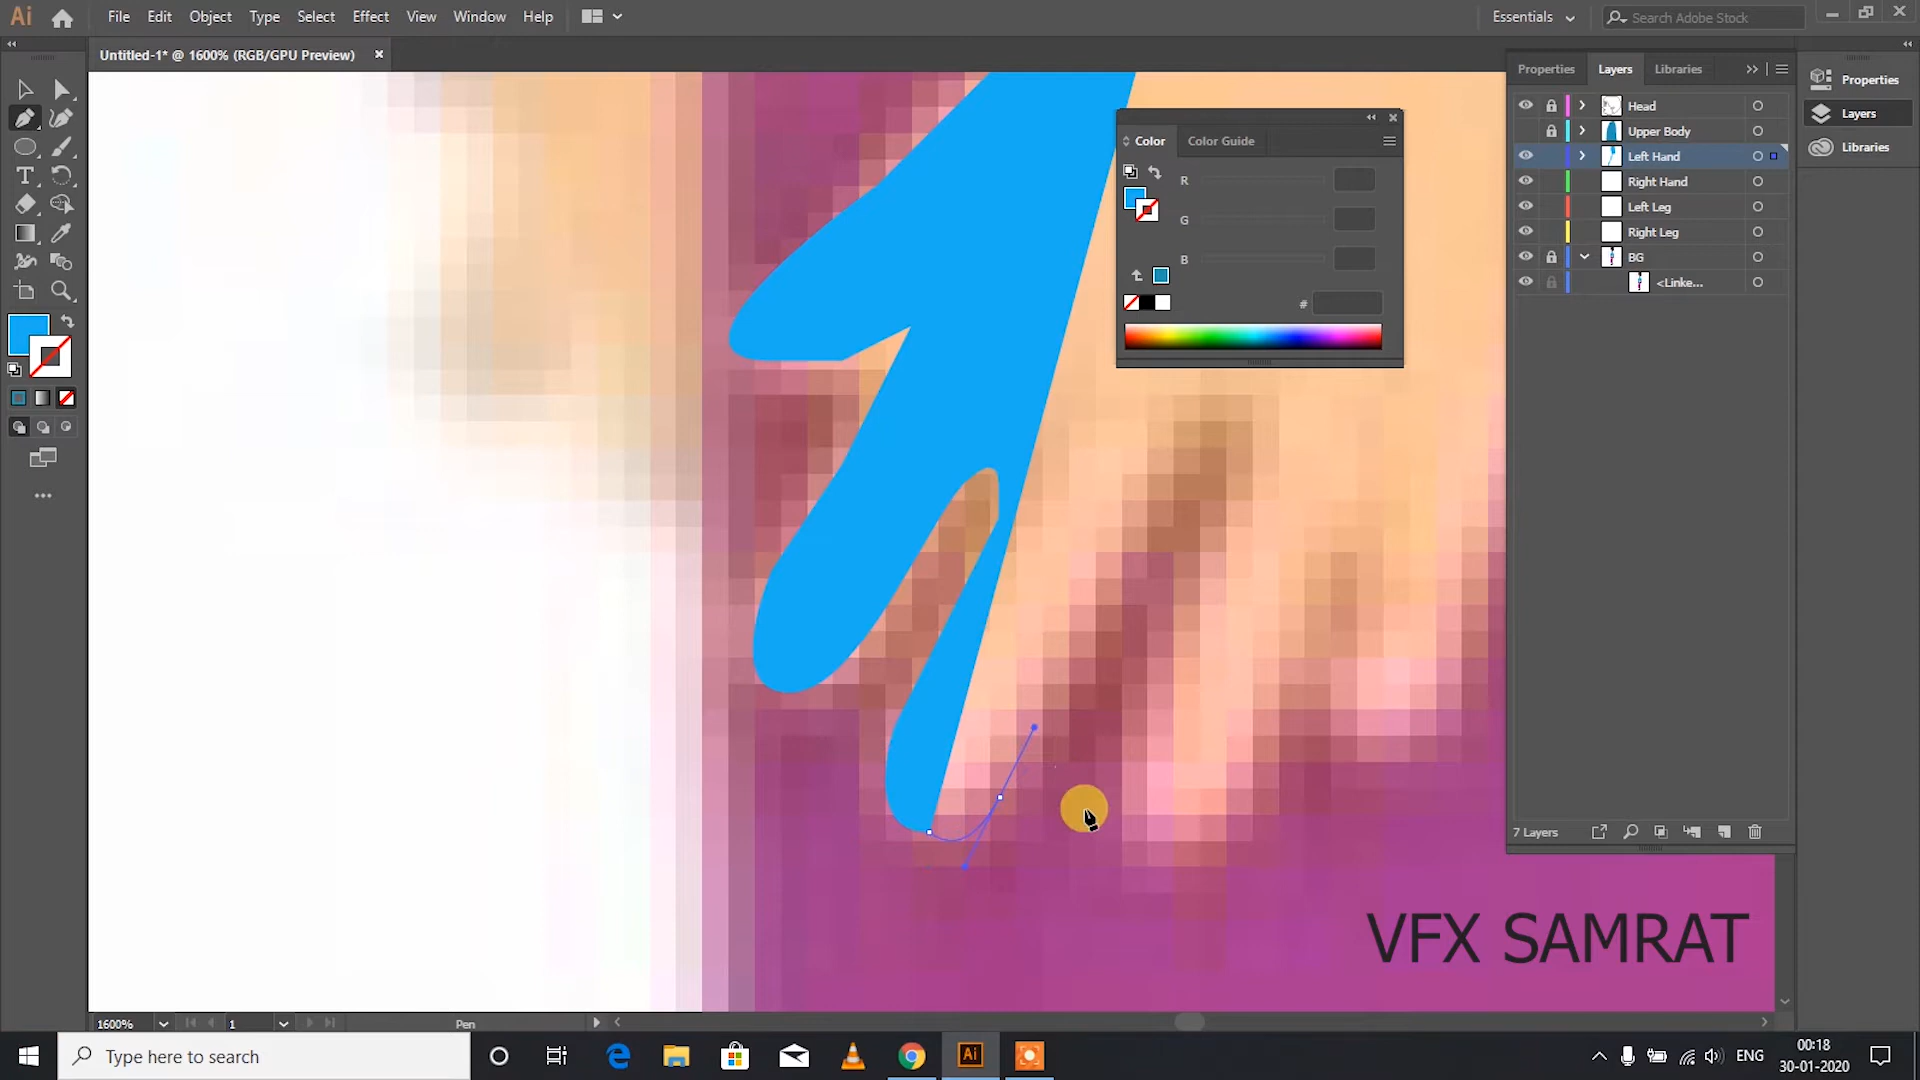 Ai File Edit Object Select Type Effect View Window Help Essentials Search Adobe Stock
Untitled-1* @ 1600% (RGB/GPU Preview)
Properties Layers Libraries
Head
Upper Body
Left Hand
Right Hand
Left Leg
Right Leg
BG
<Linke...
7 Layers
Properties
Layers
Libraries
Color Color Guide
R
G
B
#
VFX SAMRAT
1600% 1 Pen
Type here to search
Ai
ENG
00:18
30-01-2020